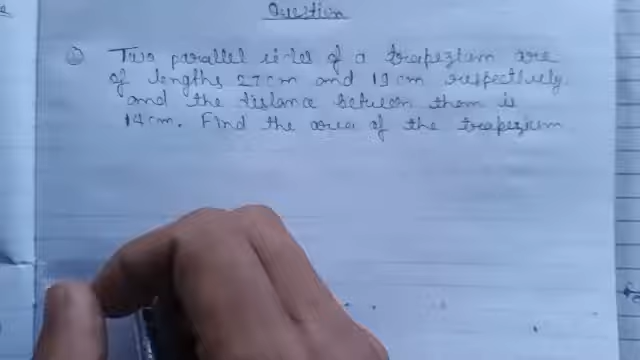 Question
① Two parallel sides of a trapezium are
of lengths 27 cm and 19 cm respectively,
and the distance between them is
14 cm. Find the area of the trapezium